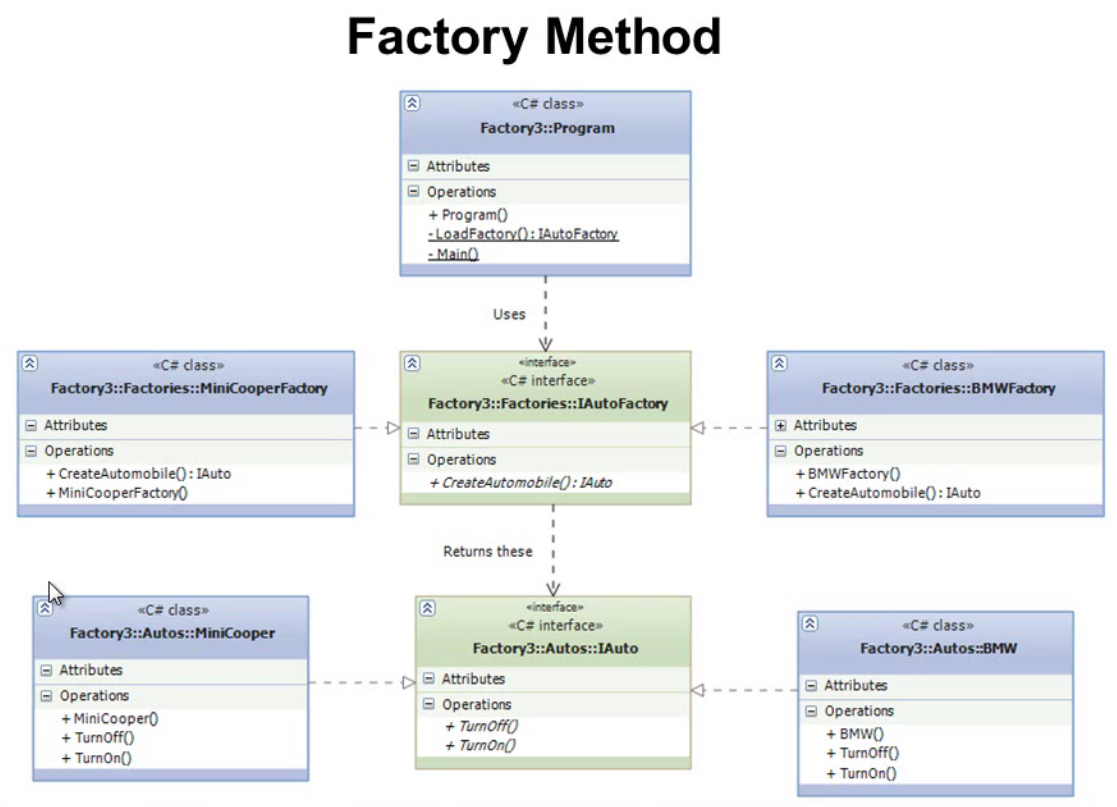 Factory Method
«C# class»
Factory3::Program
Attributes
Operations
+ Program()
- LoadFactory() : IAutoFactory
- Main()
Uses
«C# class»
Factory3::Factories::MiniCooperFactory
Attributes
Operations
+ CreateAutomobile() : IAuto
+ MiniCooperFactory()
«interface»
«C# interface»
Factory3::Factories::IAutoFactory
Attributes
Operations
+ CreateAutomobile() : IAuto
«C# class»
Factory3::Factories::BMWFactory
Attributes
Operations
+ BMWFactory()
+ CreateAutomobile() : IAuto
Returns these
«C# class»
Factory3::Autos::MiniCooper
Attributes
Operations
+ MiniCooper()
+ TurnOff()
+ TurnOn()
«interface»
«C# interface»
Factory3::Autos::IAuto
Attributes
Operations
+ TurnOff()
+ TurnOn()
«C# class»
Factory3::Autos::BMW
Attributes
Operations
+ BMW()
+ TurnOff()
+ TurnOn()